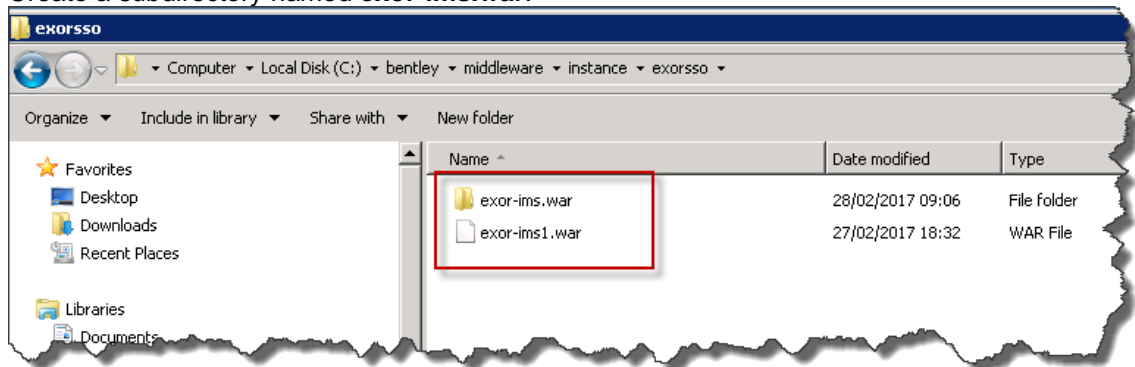 exorsso
Computer Local Disk (C:) bentley middleware instance exorsso
Organize Include in library Share with New folder
Favorites
Desktop
Downloads
Recent Places
Libraries
Documents
Name Date modified Type
exor-ims.war 28/02/2017 09:06 File folder
exor-ims1.war 27/02/2017 18:32 WAR File